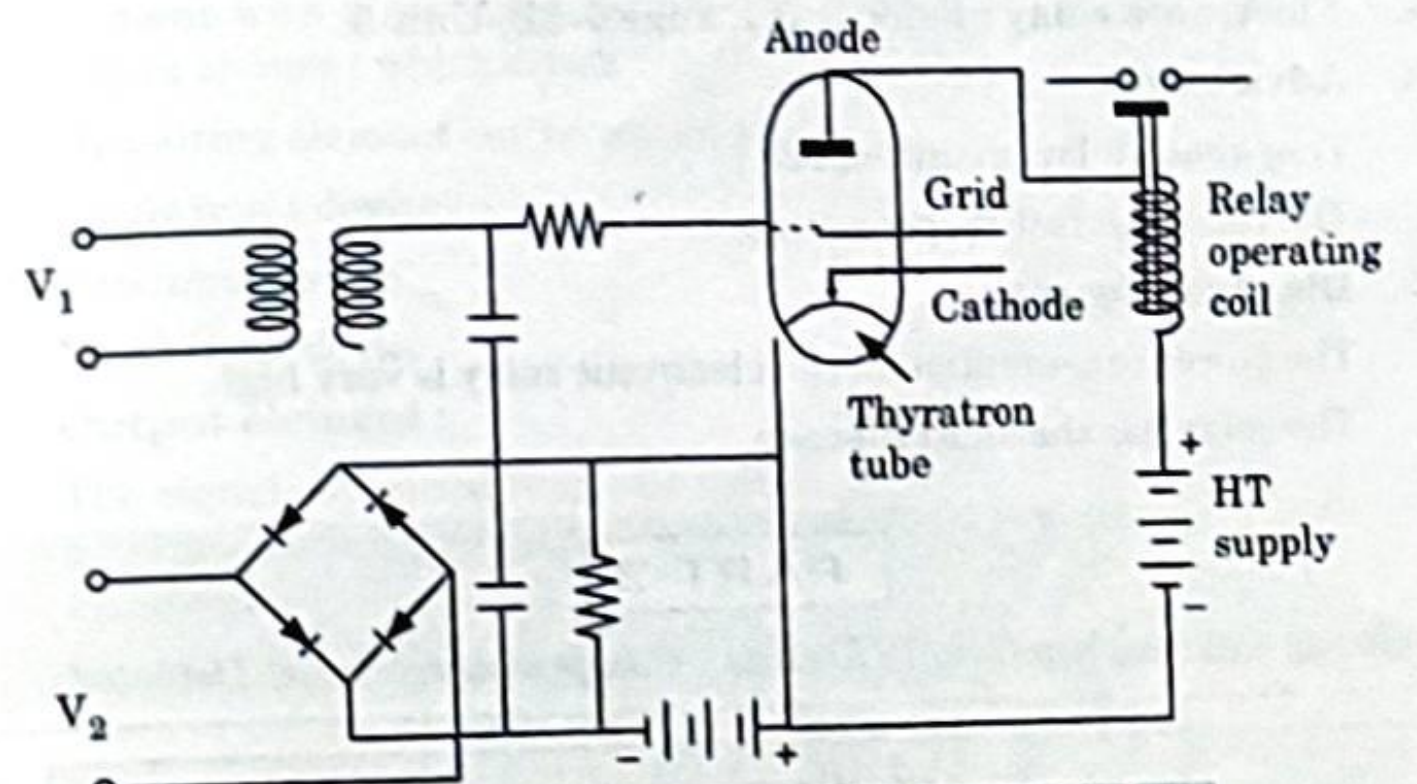 Anode
Grid
Cathode
Relay
operating
coil
V1
Thyratron
tube
+
HT
supply
−
V2
− +